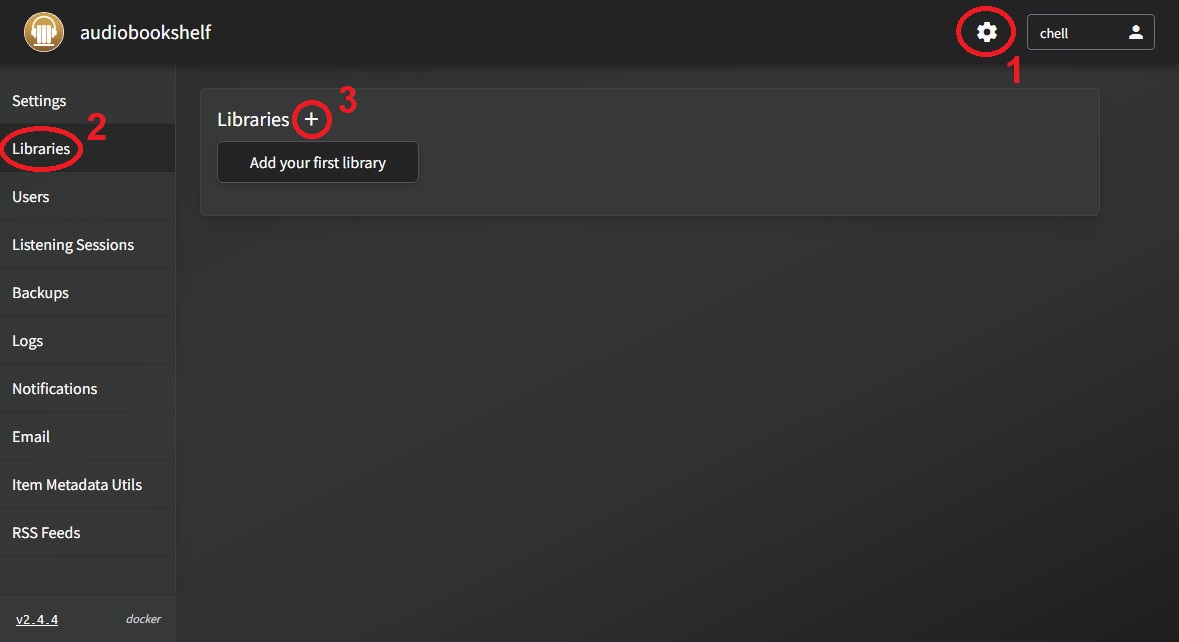 audiobookshelf
chell
1
Settings
Libraries
2
Users
Listening Sessions
Backups
Logs
Notifications
Email
Item Metadata Utils
RSS Feeds
v2.4.4 docker
Libraries +
3
Add your first library